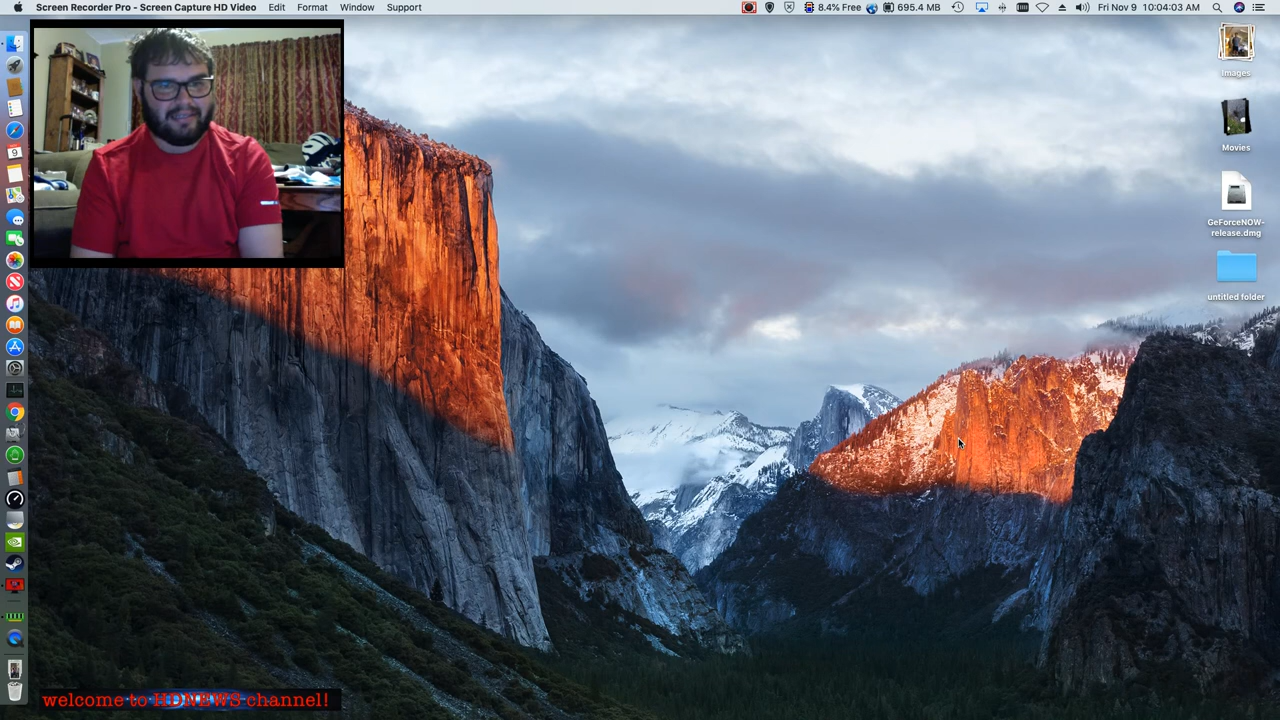 Screen Recorder Pro - Screen Capture HD Video Edit Format Window Support 8.4% Free 695.4 MB Fri Nov 9 10:04:03 AM
images
Movies
GeForceNOW-
release.dmg
untitled folder
9
welcome to HDNEWS channel!